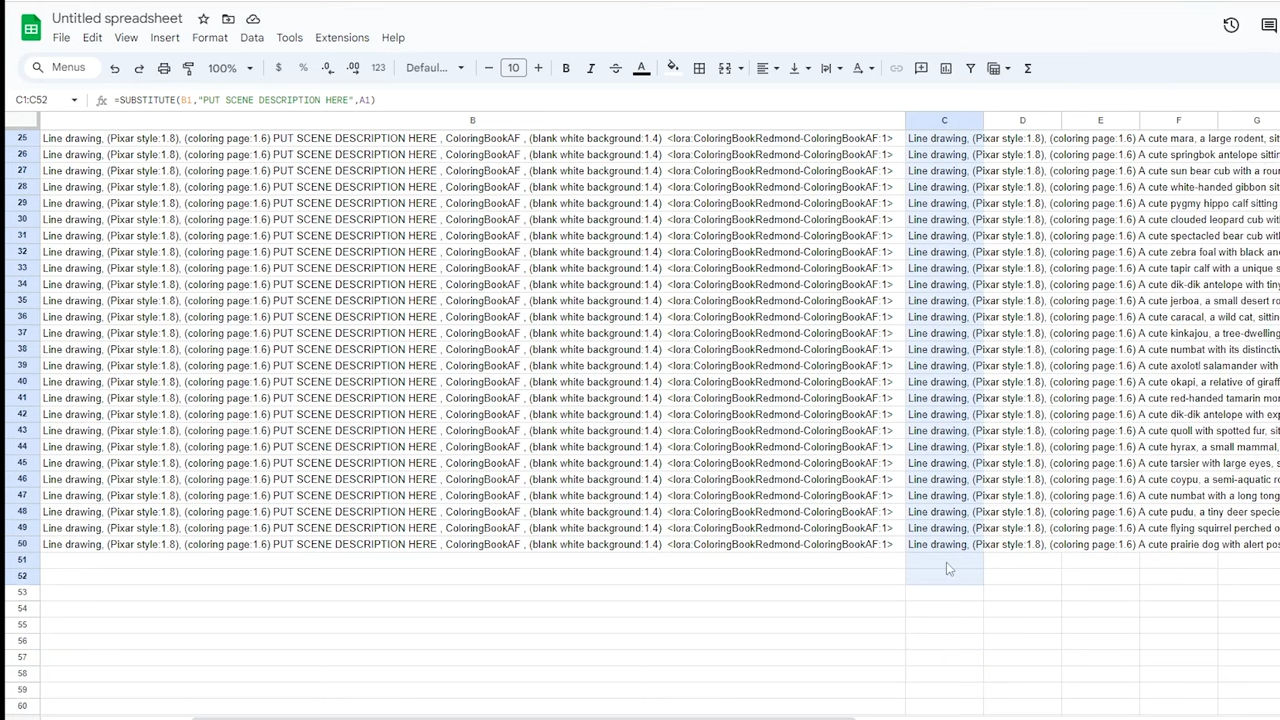 Untitled spreadsheet
File Edit View Insert Format Data Tools Extensions Help
Menus 100% $ % .0 .00 123 Defaul... 10 B I S A Σ
C1:C52 fx =SUBSTITUTE(B1,"PUT SCENE DESCRIPTION HERE",A1)
B C D E F G
25 Line drawing, (Pixar style:1.8), (coloring page:1.6) PUT SCENE DESCRIPTION HERE , ColoringBookAF , (blank white background:1.4) <lora:ColoringBookRedmond-ColoringBookAF:1> Line drawing, (Pixar style:1.8), (coloring page:1.6) A cute mara, a large rodent, sit
26 Line drawing, (Pixar style:1.8), (coloring page:1.6) PUT SCENE DESCRIPTION HERE , ColoringBookAF , (blank white background:1.4) <lora:ColoringBookRedmond-ColoringBookAF:1> Line drawing, (Pixar style:1.8), (coloring page:1.6) A cute springbok antelope sittin
27 Line drawing, (Pixar style:1.8), (coloring page:1.6) PUT SCENE DESCRIPTION HERE , ColoringBookAF , (blank white background:1.4) <lora:ColoringBookRedmond-ColoringBookAF:1> Line drawing, (Pixar style:1.8), (coloring page:1.6) A cute sun bear cub with a rour
28 Line drawing, (Pixar style:1.8), (coloring page:1.6) PUT SCENE DESCRIPTION HERE , ColoringBookAF , (blank white background:1.4) <lora:ColoringBookRedmond-ColoringBookAF:1> Line drawing, (Pixar style:1.8), (coloring page:1.6) A cute white-handed gibbon sit
29 Line drawing, (Pixar style:1.8), (coloring page:1.6) PUT SCENE DESCRIPTION HERE , ColoringBookAF , (blank white background:1.4) <lora:ColoringBookRedmond-ColoringBookAF:1> Line drawing, (Pixar style:1.8), (coloring page:1.6) A cute pygmy hippo calf sitting
30 Line drawing, (Pixar style:1.8), (coloring page:1.6) PUT SCENE DESCRIPTION HERE , ColoringBookAF , (blank white background:1.4) <lora:ColoringBookRedmond-ColoringBookAF:1> Line drawing, (Pixar style:1.8), (coloring page:1.6) A cute clouded leopard cub wit
31 Line drawing, (Pixar style:1.8), (coloring page:1.6) PUT SCENE DESCRIPTION HERE , ColoringBookAF , (blank white background:1.4) <lora:ColoringBookRedmond-ColoringBookAF:1> Line drawing, (Pixar style:1.8), (coloring page:1.6) A cute spectacled bear cub wit
32 Line drawing, (Pixar style:1.8), (coloring page:1.6) PUT SCENE DESCRIPTION HERE , ColoringBookAF , (blank white background:1.4) <lora:ColoringBookRedmond-ColoringBookAF:1> Line drawing, (Pixar style:1.8), (coloring page:1.6) A cute zebra foal with black an
33 Line drawing, (Pixar style:1.8), (coloring page:1.6) PUT SCENE DESCRIPTION HERE , ColoringBookAF , (blank white background:1.4) <lora:ColoringBookRedmond-ColoringBookAF:1> Line drawing, (Pixar style:1.8), (coloring page:1.6) A cute tapir calf with a unique s
34 Line drawing, (Pixar style:1.8), (coloring page:1.6) PUT SCENE DESCRIPTION HERE , ColoringBookAF , (blank white background:1.4) <lora:ColoringBookRedmond-ColoringBookAF:1> Line drawing, (Pixar style:1.8), (coloring page:1.6) A cute dik-dik antelope with tiny
35 Line drawing, (Pixar style:1.8), (coloring page:1.6) PUT SCENE DESCRIPTION HERE , ColoringBookAF , (blank white background:1.4) <lora:ColoringBookRedmond-ColoringBookAF:1> Line drawing, (Pixar style:1.8), (coloring page:1.6) A cute jerboa, a small desert ro
36 Line drawing, (Pixar style:1.8), (coloring page:1.6) PUT SCENE DESCRIPTION HERE , ColoringBookAF , (blank white background:1.4) <lora:ColoringBookRedmond-ColoringBookAF:1> Line drawing, (Pixar style:1.8), (coloring page:1.6) A cute caracal, a wild cat, sittin
37 Line drawing, (Pixar style:1.8), (coloring page:1.6) PUT SCENE DESCRIPTION HERE , ColoringBookAF , (blank white background:1.4) <lora:ColoringBookRedmond-ColoringBookAF:1> Line drawing, (Pixar style:1.8), (coloring page:1.6) A cute kinkajou, a tree-dwelling
38 Line drawing, (Pixar style:1.8), (coloring page:1.6) PUT SCENE DESCRIPTION HERE , ColoringBookAF , (blank white background:1.4) <lora:ColoringBookRedmond-ColoringBookAF:1> Line drawing, (Pixar style:1.8), (coloring page:1.6) A cute numbat with its distinctiv
39 Line drawing, (Pixar style:1.8), (coloring page:1.6) PUT SCENE DESCRIPTION HERE , ColoringBookAF , (blank white background:1.4) <lora:ColoringBookRedmond-ColoringBookAF:1> Line drawing, (Pixar style:1.8), (coloring page:1.6) A cute axolotl salamander with
40 Line drawing, (Pixar style:1.8), (coloring page:1.6) PUT SCENE DESCRIPTION HERE , ColoringBookAF , (blank white background:1.4) <lora:ColoringBookRedmond-ColoringBookAF:1> Line drawing, (Pixar style:1.8), (coloring page:1.6) A cute okapi, a relative of giraff
41 Line drawing, (Pixar style:1.8), (coloring page:1.6) PUT SCENE DESCRIPTION HERE , ColoringBookAF , (blank white background:1.4) <lora:ColoringBookRedmond-ColoringBookAF:1> Line drawing, (Pixar style:1.8), (coloring page:1.6) A cute red-handed tamarin mor
42 Line drawing, (Pixar style:1.8), (coloring page:1.6) PUT SCENE DESCRIPTION HERE , ColoringBookAF , (blank white background:1.4) <lora:ColoringBookRedmond-ColoringBookAF:1> Line drawing, (Pixar style:1.8), (coloring page:1.6) A cute dik-dik antelope with exp
43 Line drawing, (Pixar style:1.8), (coloring page:1.6) PUT SCENE DESCRIPTION HERE , ColoringBookAF , (blank white background:1.4) <lora:ColoringBookRedmond-ColoringBookAF:1> Line drawing, (Pixar style:1.8), (coloring page:1.6) A cute quoll with spotted fur, sit
44 Line drawing, (Pixar style:1.8), (coloring page:1.6) PUT SCENE DESCRIPTION HERE , ColoringBookAF , (blank white background:1.4) <lora:ColoringBookRedmond-ColoringBookAF:1> Line drawing, (Pixar style:1.8), (coloring page:1.6) A cute hyrax, a small mammal,
45 Line drawing, (Pixar style:1.8), (coloring page:1.6) PUT SCENE DESCRIPTION HERE , ColoringBookAF , (blank white background:1.4) <lora:ColoringBookRedmond-ColoringBookAF:1> Line drawing, (Pixar style:1.8), (coloring page:1.6) A cute tarsier with large eyes, s
46 Line drawing, (Pixar style:1.8), (coloring page:1.6) PUT SCENE DESCRIPTION HERE , ColoringBookAF , (blank white background:1.4) <lora:ColoringBookRedmond-ColoringBookAF:1> Line drawing, (Pixar style:1.8), (coloring page:1.6) A cute coypu, a semi-aquatic ro
47 Line drawing, (Pixar style:1.8), (coloring page:1.6) PUT SCENE DESCRIPTION HERE , ColoringBookAF , (blank white background:1.4) <lora:ColoringBookRedmond-ColoringBookAF:1> Line drawing, (Pixar style:1.8), (coloring page:1.6) A cute numbat with a long tong
48 Line drawing, (Pixar style:1.8), (coloring page:1.6) PUT SCENE DESCRIPTION HERE , ColoringBookAF , (blank white background:1.4) <lora:ColoringBookRedmond-ColoringBookAF:1> Line drawing, (Pixar style:1.8), (coloring page:1.6) A cute pudu, a tiny deer specie
49 Line drawing, (Pixar style:1.8), (coloring page:1.6) PUT SCENE DESCRIPTION HERE , ColoringBookAF , (blank white background:1.4) <lora:ColoringBookRedmond-ColoringBookAF:1> Line drawing, (Pixar style:1.8), (coloring page:1.6) A cute flying squirrel perched o
50 Line drawing, (Pixar style:1.8), (coloring page:1.6) PUT SCENE DESCRIPTION HERE , ColoringBookAF , (blank white background:1.4) <lora:ColoringBookRedmond-ColoringBookAF:1> Line drawing, (Pixar style:1.8), (coloring page:1.6) A cute prairie dog with alert pos
51
52
53
54
55
56
57
58
59
60